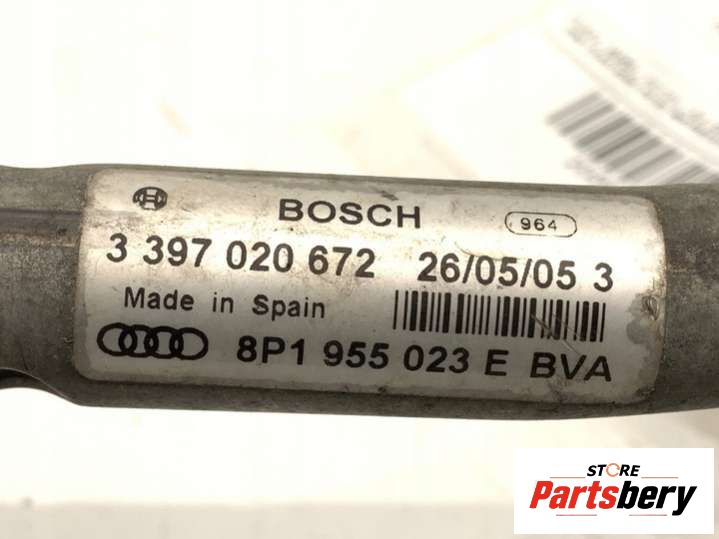 BOSCH
964
3 397 020 672 26/05/05 3
Made in Spain
8P1 955 023 E BVA
STORE
Partsbery